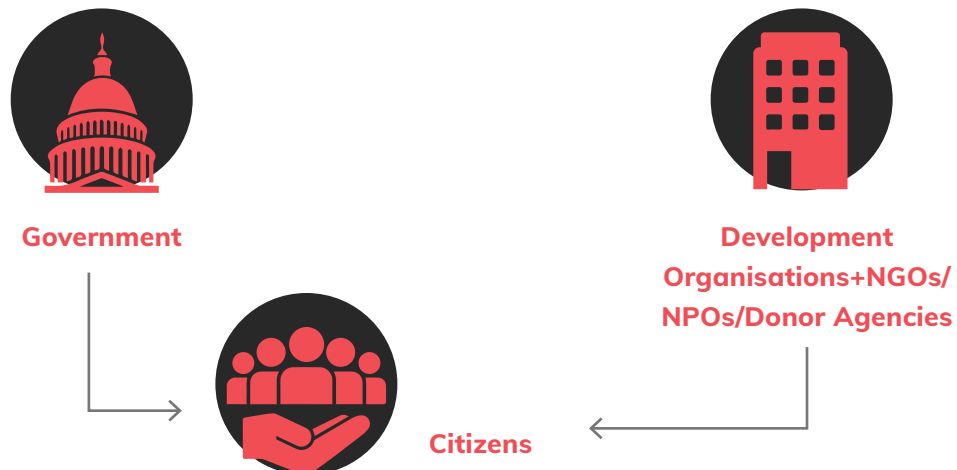 Government
Development
Organisations+NGOs/
NPOs/Donor Agencies
Citizens